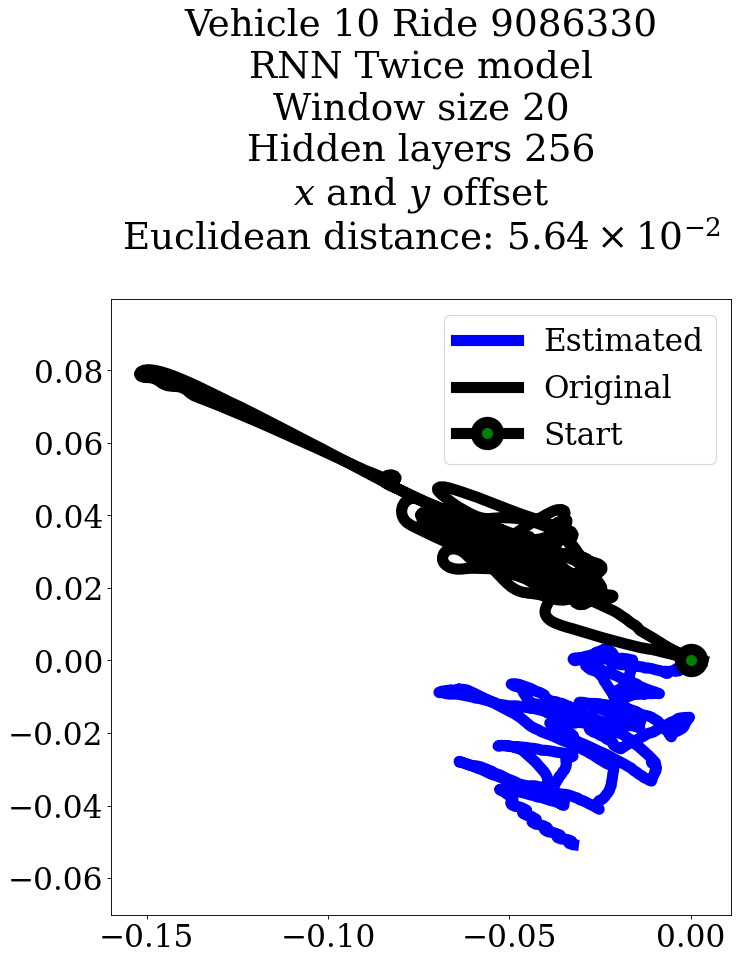 Vehicle 10 Ride 9086330
RNN Twice model
Window size 20
Hidden layers 256
x and y offset
Euclidean distance: 5.64 × 10⁻²
Estimated
Original
Start
0.08
0.06
0.04
0.02
0.00
−0.02
−0.04
−0.06
−0.15 −0.10 −0.05 0.00